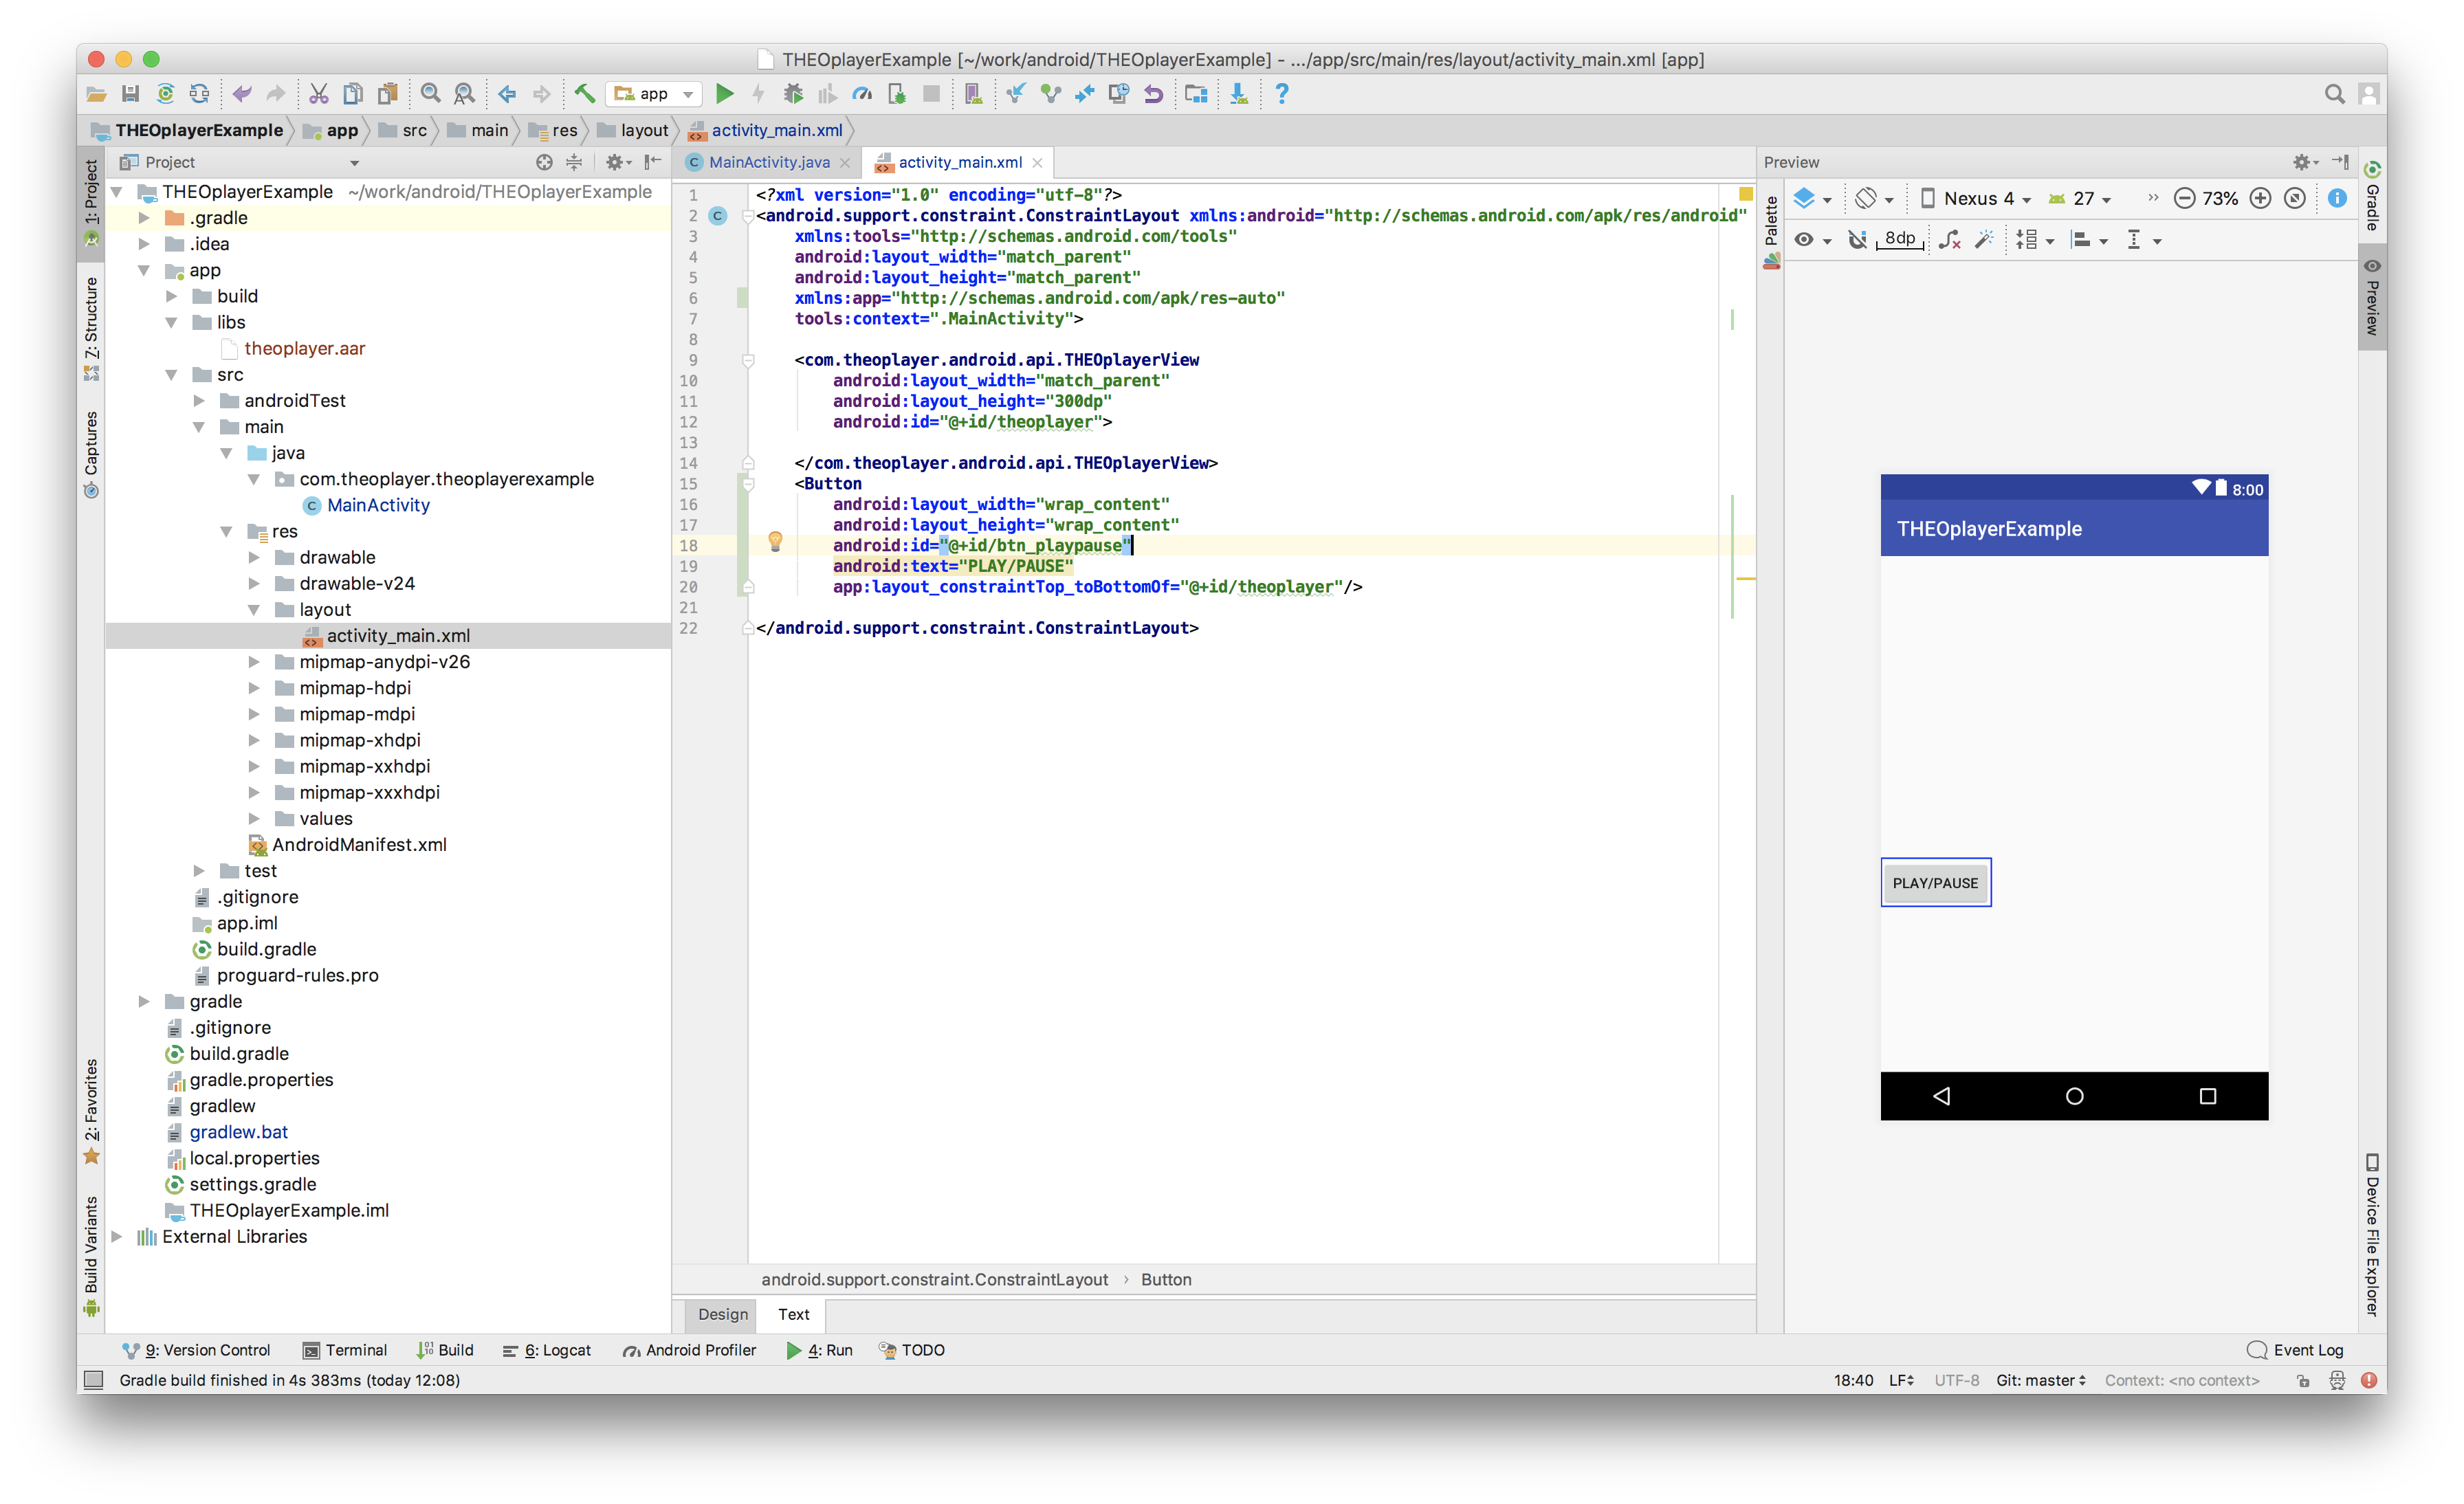 THEOplayerExample [~/work/android/THEOplayerExample] - .../app/src/main/res/layout/activity_main.xml [app]
app
THEOplayerExample app src main res layout activity_main.xml
Project
MainActivity.java activity_main.xml
Preview
1: Project
Z: Structure
Captures
2: Favorites
Build Variants
THEOplayerExample ~/work/android/THEOplayerExample
.gradle
.idea
app
build
libs
theoplayer.aar
src
androidTest
main
java
com.theoplayer.theoplayerexample
MainActivity
res
drawable
drawable-v24
layout
activity_main.xml
mipmap-anydpi-v26
mipmap-hdpi
mipmap-mdpi
mipmap-xhdpi
mipmap-xxhdpi
mipmap-xxxhdpi
values
AndroidManifest.xml
test
.gitignore
app.iml
build.gradle
proguard-rules.pro
gradle
.gitignore
build.gradle
gradle.properties
gradlew
gradlew.bat
local.properties
settings.gradle
THEOplayerExample.iml
External Libraries
1 <?xml version="1.0" encoding="utf-8"?>
2 <android.support.constraint.ConstraintLayout xmlns:android="http://schemas.android.com/apk/res/android"
3 xmlns:tools="http://schemas.android.com/tools"
4 android:layout_width="match_parent"
5 android:layout_height="match_parent"
6 xmlns:app="http://schemas.android.com/apk/res-auto"
7 tools:context=".MainActivity">
8
9 <com.theoplayer.android.api.THEOplayerView
10 android:layout_width="match_parent"
11 android:layout_height="300dp"
12 android:id="@+id/theoplayer">
13
14 </com.theoplayer.android.api.THEOplayerView>
15 <Button
16 android:layout_width="wrap_content"
17 android:layout_height="wrap_content"
18 android:id="@+id/btn_playpause"
19 android:text="PLAY/PAUSE"
20 app:layout_constraintTop_toBottomOf="@+id/theoplayer"/>
21
22 </android.support.constraint.ConstraintLayout>
android.support.constraint.ConstraintLayout › Button
Design Text
Palette
Nexus 4 27 » 73%
8dp
8:00
THEOplayerExample
PLAY/PAUSE
Gradle
Preview
Device File Explorer
9: Version Control Terminal Build 6: Logcat Android Profiler 4: Run TODO Event Log
Gradle build finished in 4s 383ms (today 12:08) 18:40 LF UTF-8 Git: master Context: <no context>